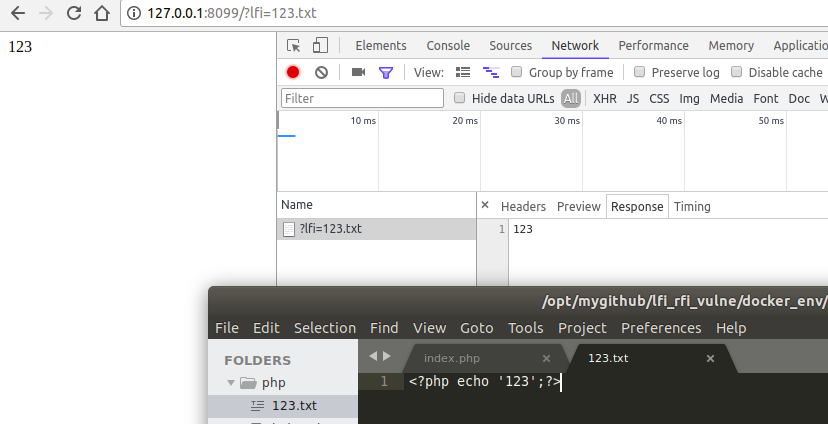 127.0.0.1:8099/?lfi=123.txt
123
Elements Console Sources Network Performance Memory Applicatio
View: Group by frame Preserve log Disable cache
Filter Hide data URLs All XHR JS CSS Img Media Font Doc W
10 ms 20 ms 30 ms 40 ms 50 ms
Name × Headers Preview Response Timing
?lfi=123.txt 1 123
/opt/mygithub/lfi_rfi_vulne/docker_env/
File Edit Selection Find View Goto Tools Project Preferences Help
FOLDERS index.php × 123.txt ×
php 1 <?php echo '123';?>
123.txt